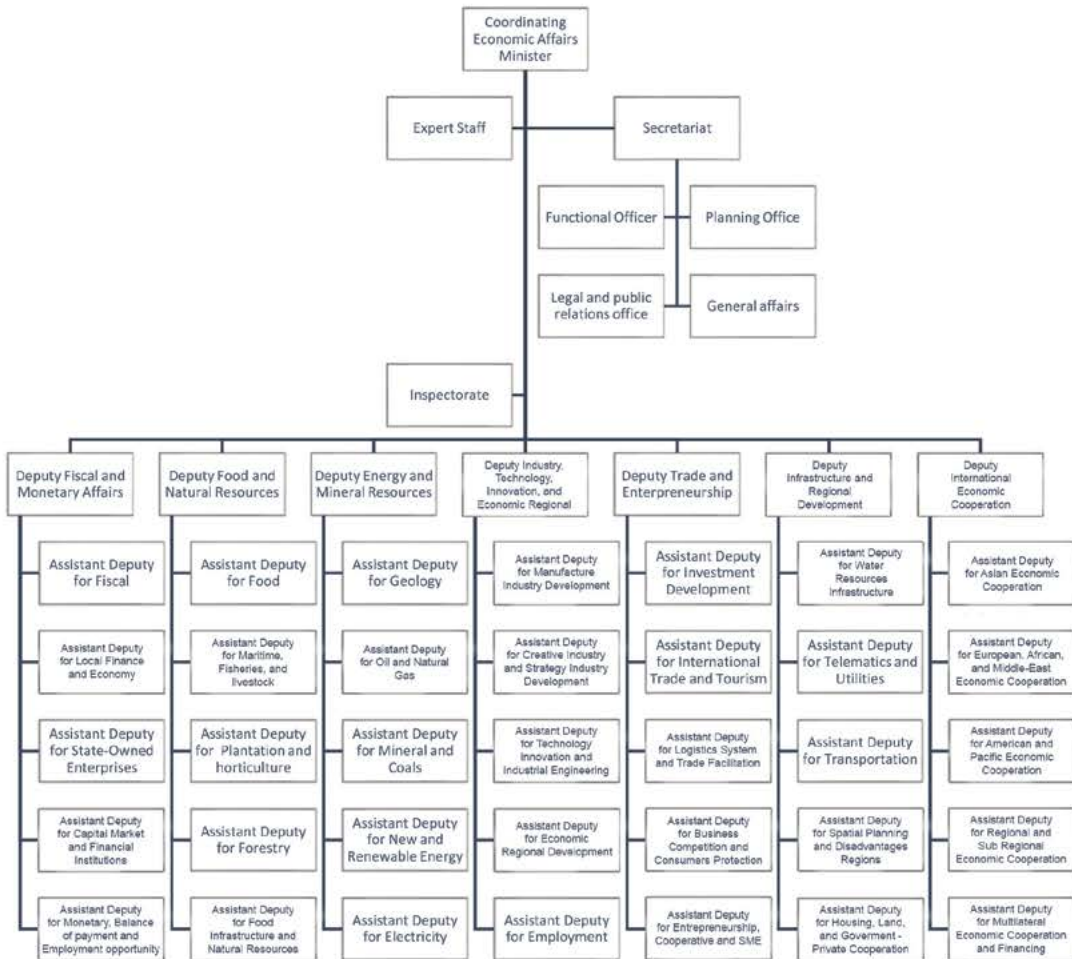 Coordinating
Economic Affairs
Minister
Expert Staff
Secretariat
Functional Officer
Planning Office
Legal and public
relations office
General affairs
Inspectorate
Deputy Fiscal and
Monetary Affairs
Deputy Food and
Natural Resources
Deputy Energy and
Mineral Resources
Deputy Industry,
Technology,
Innovation, and
Economic Regional
Deputy Trade and
Enterpreneurship
Deputy
Infrastructure and
Regional
Development
Deputy
International
Economic
Cooperation
Assistant Deputy
for Fiscal
Assistant Deputy
for Food
Assistant Deputy
for Geology
Assistant Deputy
for Manufacture
Industry Development
Assistant Deputy
for Investment
Development
Assistant Deputy
for Water
Resources
Infrastructure
Assistant Deputy
for Asian Economic
Cooperation
Assistant Deputy
for Local Finance
and Economy
Assistant Deputy
for Maritime,
Fisheries, and
livestock
Assistant Deputy
for Oil and Natural
Gas
Assistant Deputy
for Creative Industry
and Strategy Industry
Development
Assistant Deputy
for International
Trade and Tourism
Assistant Deputy
for Telematics and
Utilities
Assistant Deputy
for European, African,
and Middle-East
Economic Cooperation
Assistant Deputy
for State-Owned
Enterprises
Assistant Deputy
for Plantation and
horticulture
Assistant Deputy
for Mineral and
Coals
Assistant Deputy
for Technology
Innovation and
Industrial Engineering
Assistant Deputy
for Logistics System
and Trade Facilitation
Assistant Deputy
for Transportation
Assistant Deputy
for American and
Pacific Economic
Cooperation
Assistant Deputy
for Capital Market
and Financial
Institutions
Assistant Deputy
for Forestry
Assistant Deputy
for New and
Renewable Energy
Assistant Deputy
for Economic
Regional Development
Assistant Deputy
for Business
Competition and
Consumers Protection
Assistant Deputy
for Spatial Planning
and Disadvantages
Regions
Assistant Deputy
for Regional and
Sub Regional
Economic Cooperation
Assistant Deputy
for Monetary, Balance
of payment and
Employment opportunity
Assistant Deputy
for Food
Infrastructure and
Natural Resources
Assistant Deputy
for Electricity
Assistant Deputy
for Employment
Assistant Deputy
for Entrepreneurship,
Cooperative and SME
Assistant Deputy
for Housing, Land,
and Goverment -
Private Cooperation
Assistant Deputy
for Multilateral
Economic Cooperation
and Financing